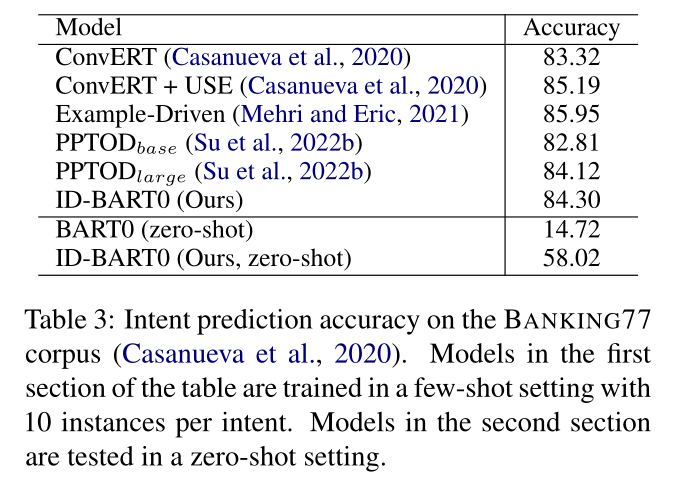 Model Accuracy
ConvERT (Casanueva et al., 2020) 83.32
ConvERT + USE (Casanueva et al., 2020) 85.19
Example-Driven (Mehri and Eric, 2021) 85.95
PPTODbase (Su et al., 2022b) 82.81
PPTODlarge (Su et al., 2022b) 84.12
ID-BART0 (Ours) 84.30
BART0 (zero-shot) 14.72
ID-BART0 (Ours, zero-shot) 58.02
Table 3: Intent prediction accuracy on the BANKING77
corpus (Casanueva et al., 2020). Models in the first
section of the table are trained in a few-shot setting with
10 instances per intent. Models in the second section
are tested in a zero-shot setting.